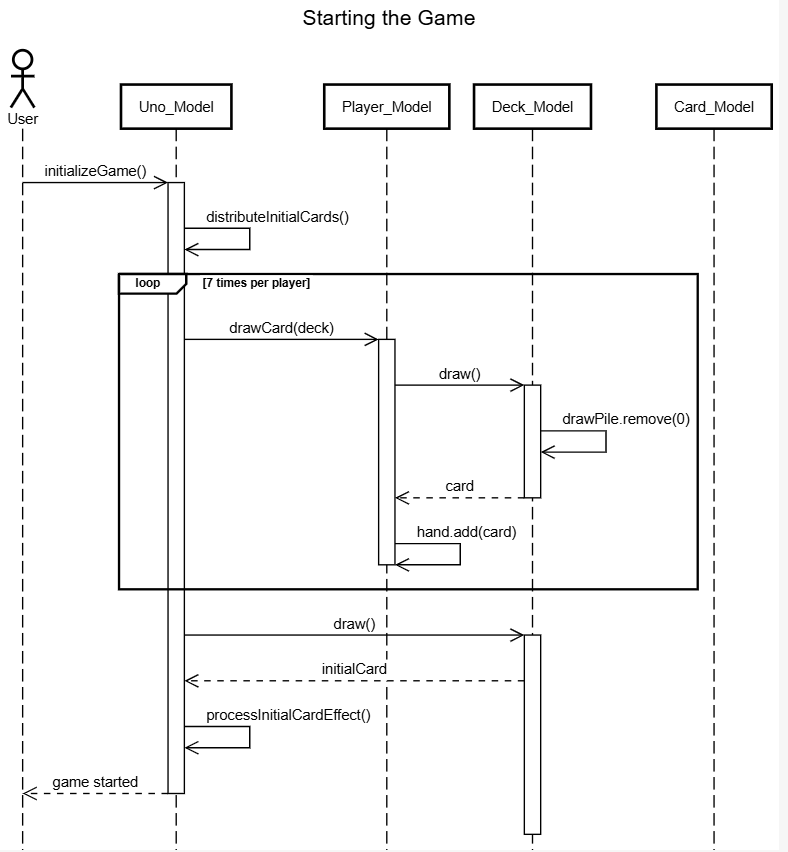 Starting the Game
User
Uno_Model
Player_Model
Deck_Model
Card_Model
initializeGame()
distributeInitialCards()
loop
[7 times per player]
drawCard(deck)
draw()
drawPile.remove(0)
card
hand.add(card)
draw()
initialCard
processInitialCardEffect()
game started